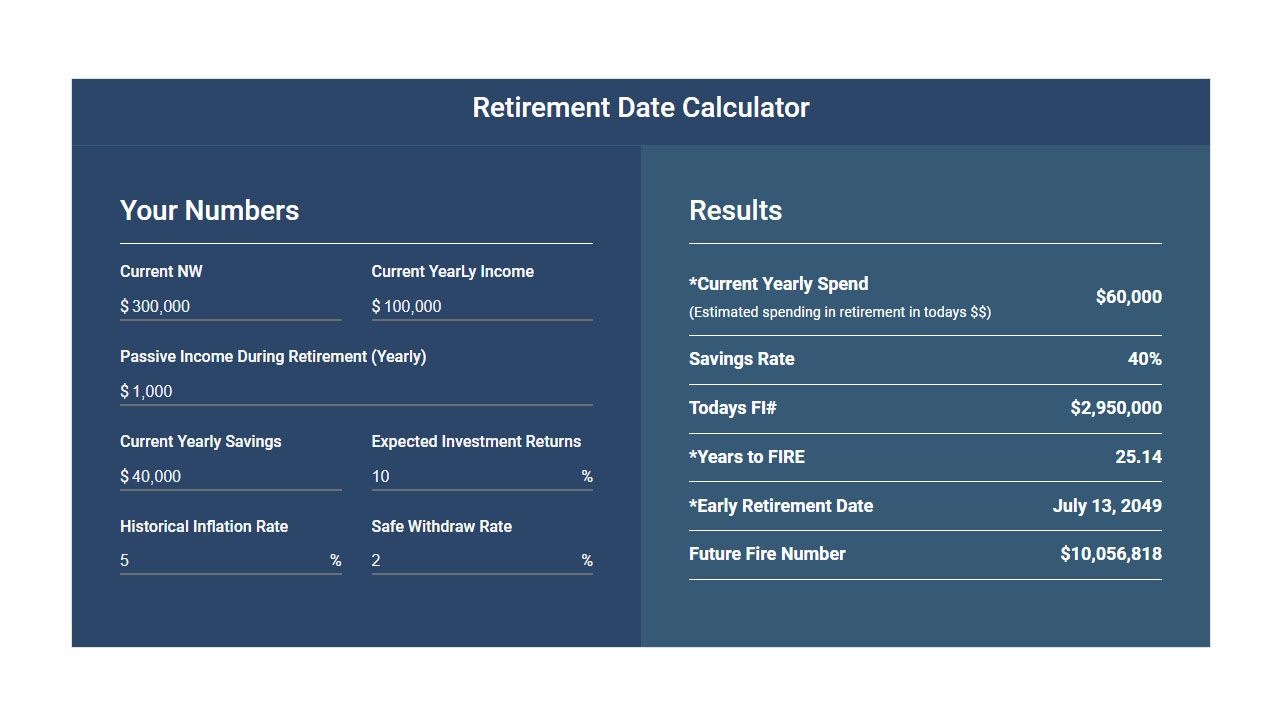 Retirement Date Calculator
Your Numbers
Current NW
$ 300,000
Current YearLy Income
$ 100,000
Passive Income During Retirement (Yearly)
$ 1,000
Current Yearly Savings
$ 40,000
Expected Investment Returns
10 %
Historical Inflation Rate
5 %
Safe Withdraw Rate
2 %
Results
*Current Yearly Spend
(Estimated spending in retirement in todays $$)
$60,000
Savings Rate 40%
Todays FI# $2,950,000
*Years to FIRE 25.14
*Early Retirement Date July 13, 2049
Future Fire Number $10,056,818